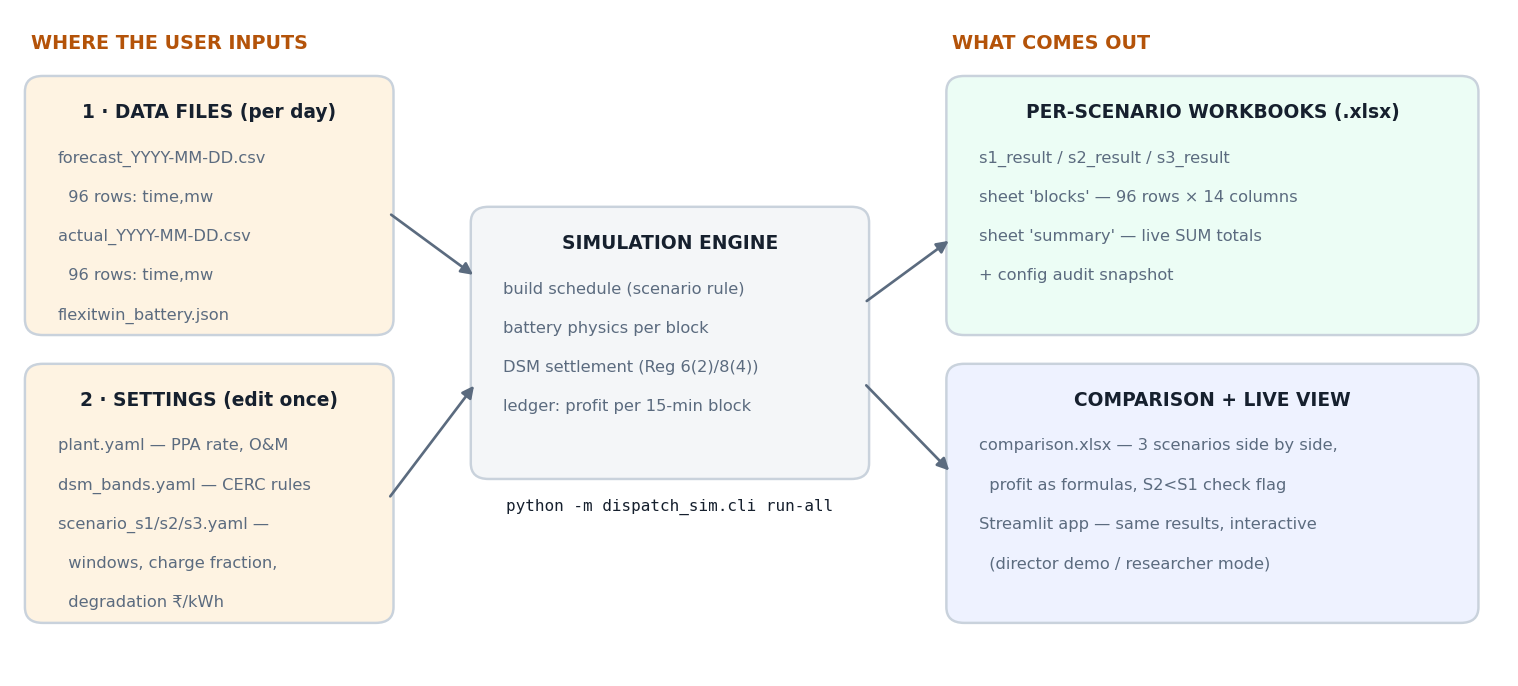 WHERE THE USER INPUTS
1 · DATA FILES (per day)
forecast_YYYY-MM-DD.csv
96 rows: time,mw
actual_YYYY-MM-DD.csv
96 rows: time,mw
flexitwin_battery.json
2 · SETTINGS (edit once)
plant.yaml — PPA rate, O&M
dsm_bands.yaml — CERC rules
scenario_s1/s2/s3.yaml —
windows, charge fraction,
degradation ₹/kWh
SIMULATION ENGINE
build schedule (scenario rule)
battery physics per block
DSM settlement (Reg 6(2)/8(4))
ledger: profit per 15-min block
python -m dispatch_sim.cli run-all
WHAT COMES OUT
PER-SCENARIO WORKBOOKS (.xlsx)
s1_result / s2_result / s3_result
sheet 'blocks' — 96 rows × 14 columns
sheet 'summary' — live SUM totals
+ config audit snapshot
COMPARISON + LIVE VIEW
comparison.xlsx — 3 scenarios side by side,
profit as formulas, S2<S1 check flag
Streamlit app — same results, interactive
(director demo / researcher mode)